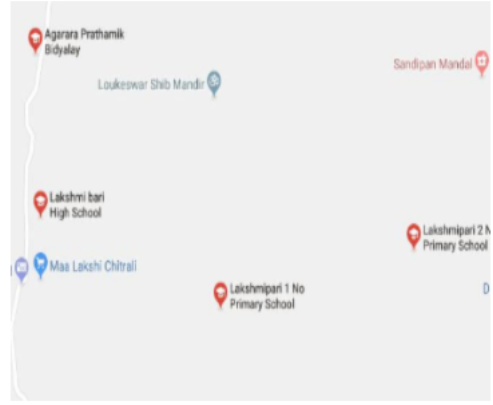 Agarara Prathamik
Bidyalay
Sandipan Mandal
Loukeswar Shib Mandir
Lakshmi bari
High School
Lakshmipari 2 N
Primary School
Maa Lakshi Chitrali
Lakshmipari 1 No
Primary School
D